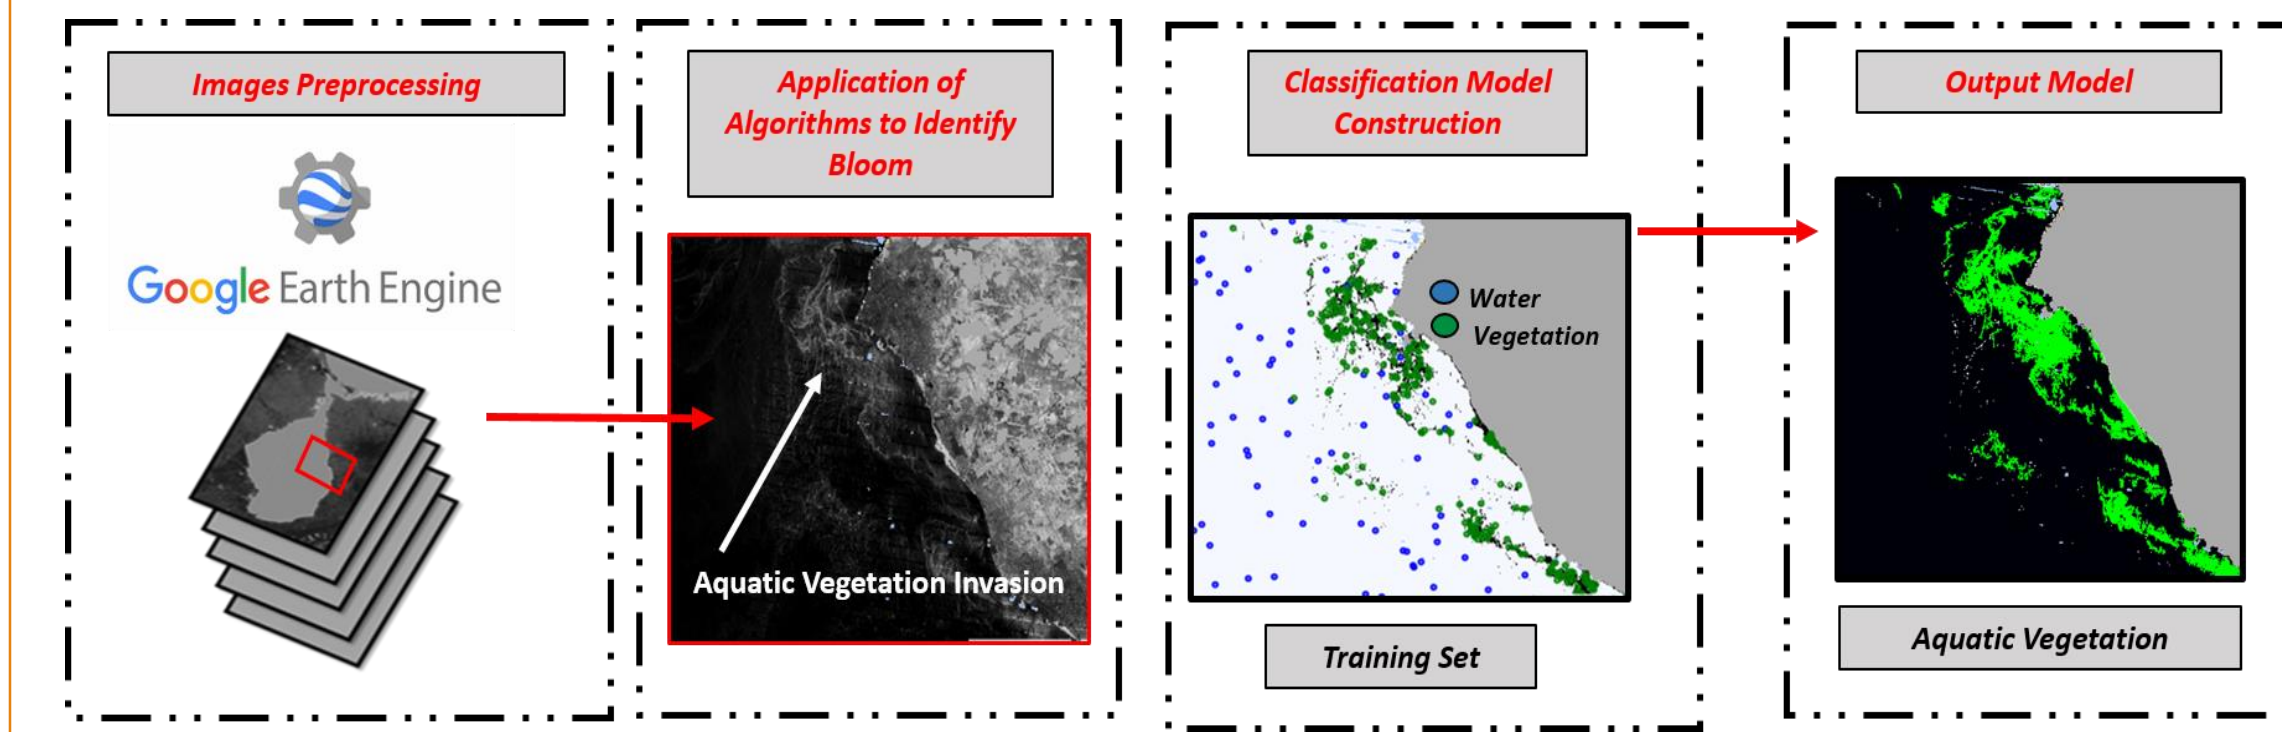 Images Preprocessing
Google Earth Engine
Application of
Algorithms to Identify
Bloom
Aquatic Vegetation Invasion
Classification Model
Construction
Water
Vegetation
Training Set
Output Model
Aquatic Vegetation